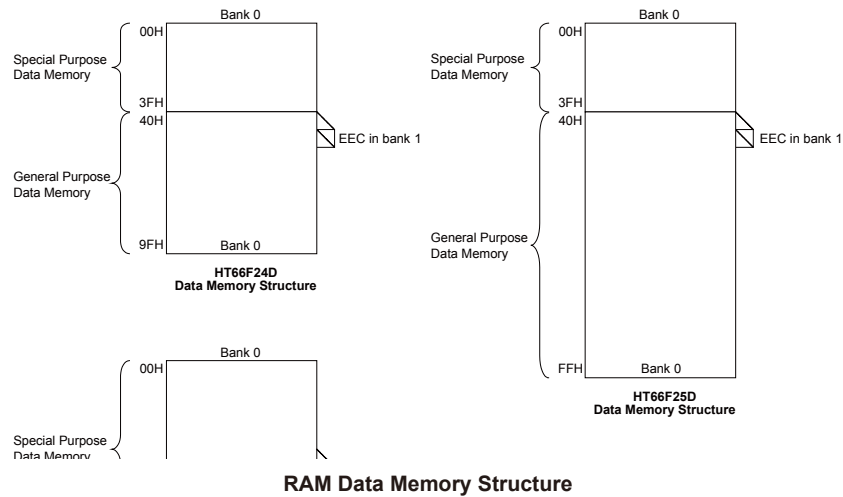 Bank 0
00H
Special Purpose
Data Memory
3FH
40H
EEC in bank 1
General Purpose
Data Memory
9FH
Bank 0
HT66F24D
Data Memory Structure
Bank 0
00H
Special Purpose
Data Memory
3FH
40H
EEC in bank 1
General Purpose
Data Memory
FFH
Bank 0
HT66F25D
Data Memory Structure
Bank 0
00H
Special Purpose
Data Memory
RAM Data Memory Structure